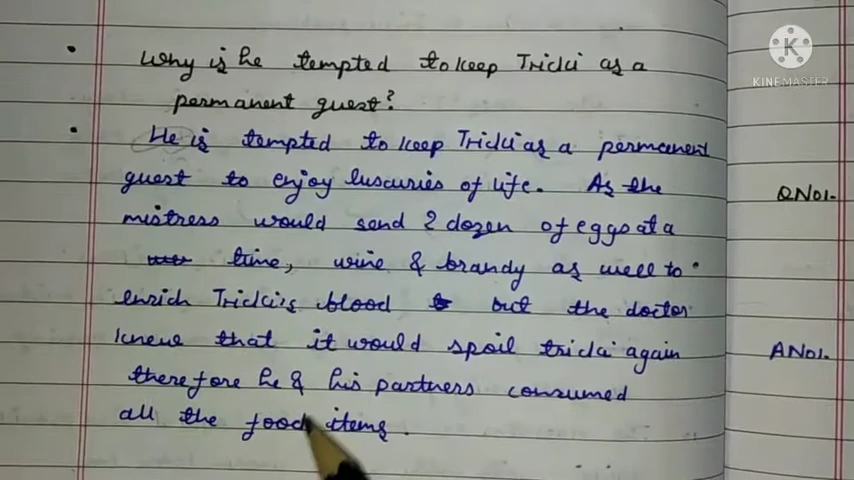 Why is he tempted to keep Tricki as a
permanent guest?
He is tempted to keep Tricki as a permanent
guest to enjoy luscuries of life. As the
mistress would send 2 dozen of eggs at a
time, wine & brandy as well to
enrich Tricki's blood but the doctor
knew that it would spoil tricki again
therefore he & his partners consumed
all the food items.
QNO1.
ANO1.
K
KINEMASTER